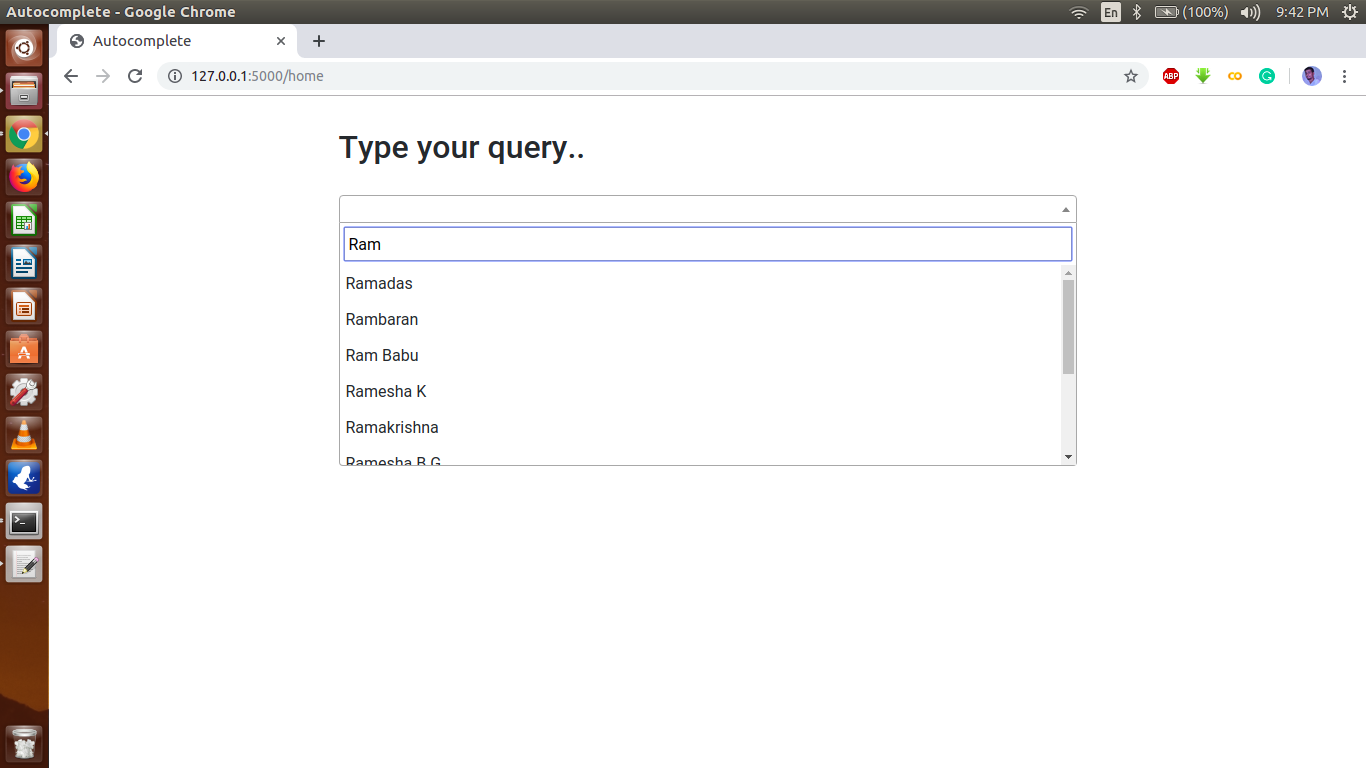 Autocomplete - Google Chrome
En
(100%)
9:42 PM
Autocomplete
127.0.0.1:5000/home
ABP
Type your query..
Ram
Ramadas
Rambaran
Ram Babu
Ramesha K
Ramakrishna
Ramesha B G